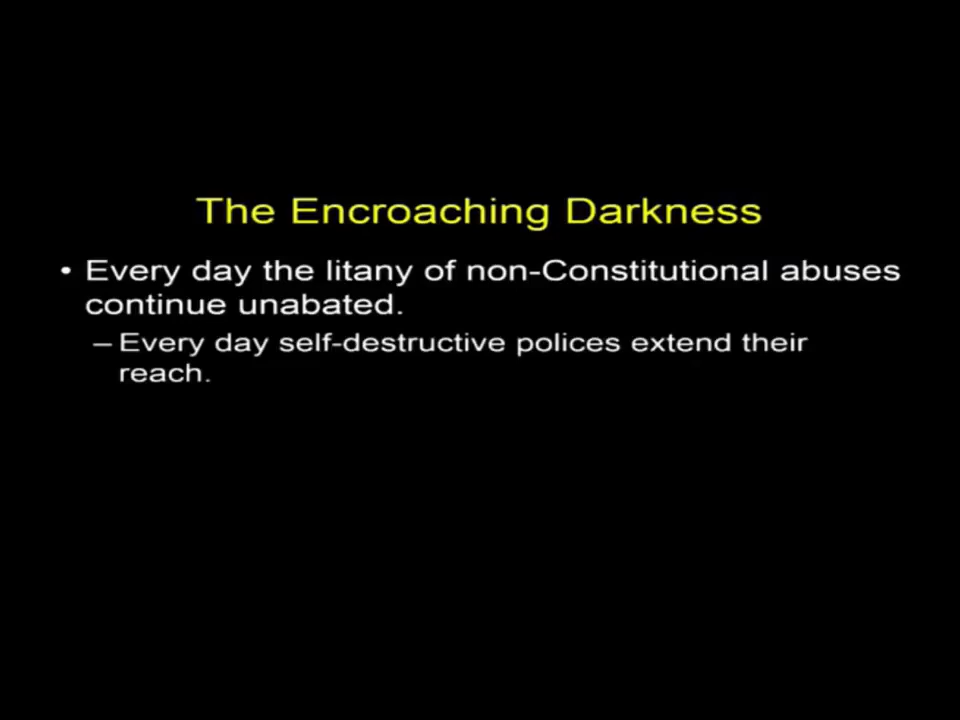 The Encroaching Darkness
• Every day the litany of non-Constitutional abuses
continue unabated.
– Every day self-destructive polices extend their
reach.